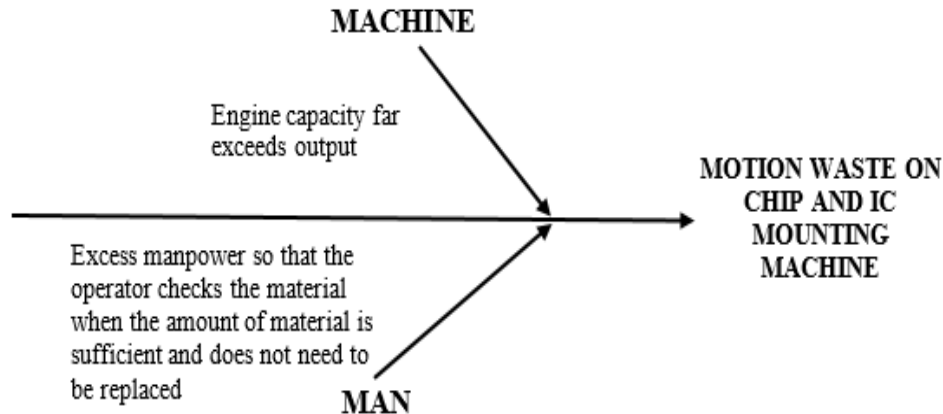 MACHINE
Engine capacity far
exceeds output
MOTION WASTE ON
CHIP AND IC
MOUNTING
MACHINE
Excess manpower so that the
operator checks the material
when the amount of material is
sufficient and does not need to
be replaced
MAN